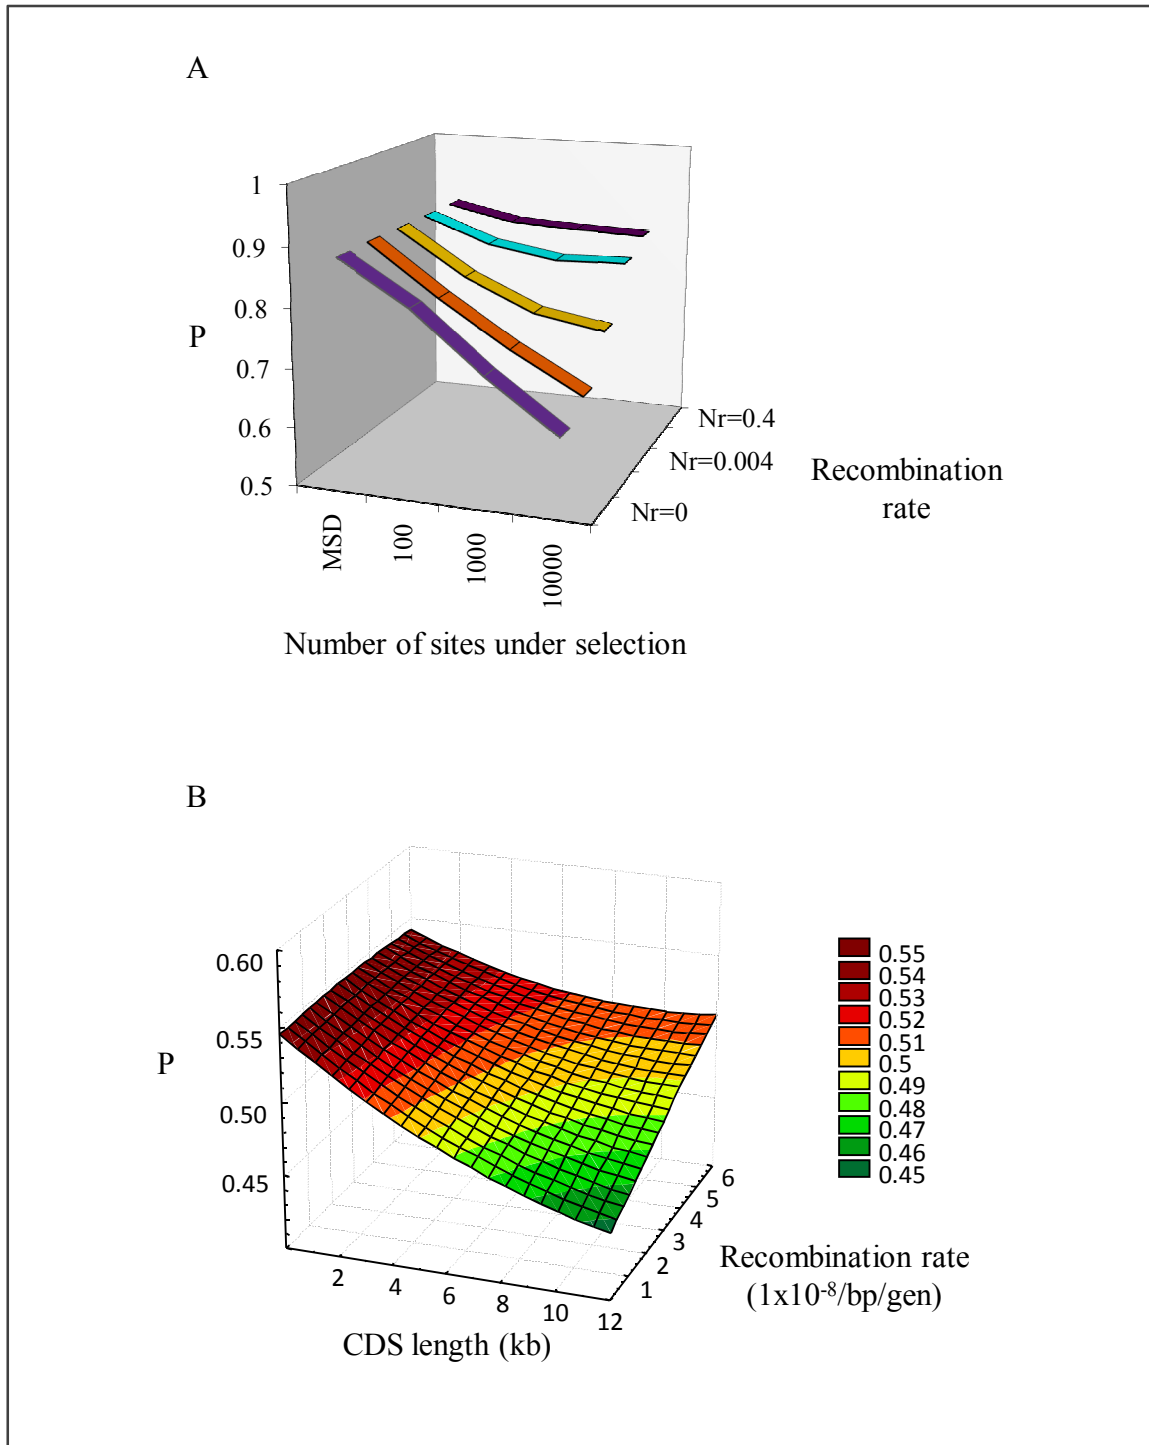 A
1
0.9
0.8
P
0.7
0.6
0.5
Nr=0.4
Nr=0.004
Nr=0
Recombination
rate
MSD
100
1000
10000
Number of sites under selection
B
0.60
0.55
P
0.50
0.45
0.55
0.54
0.53
0.52
0.51
0.5
0.49
0.48
0.47
0.46
0.45
6
5
4
3
2
1
Recombination rate
(1x10⁻⁸/bp/gen)
2
4
6
8
10
12
CDS length (kb)